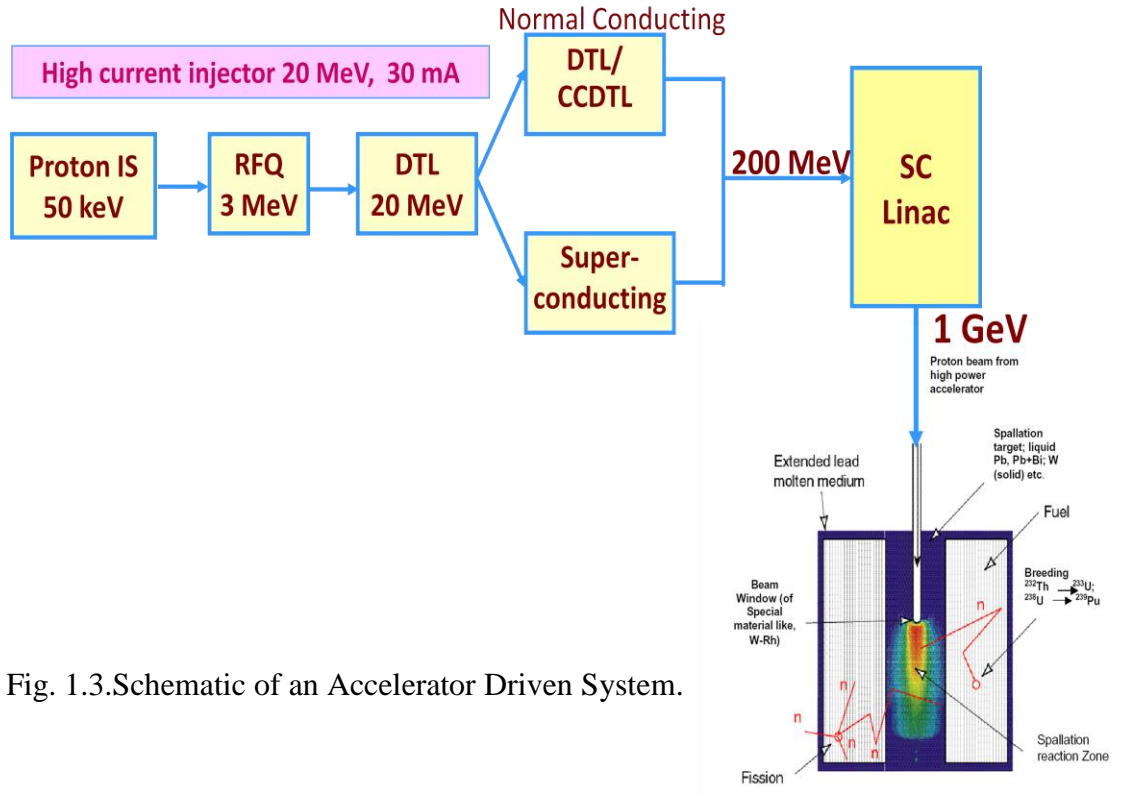 Normal Conducting
High current injector 20 MeV, 30 mA
DTL/
CCDTL
Proton IS
50 keV
RFQ
3 MeV
DTL
20 MeV
200 MeV
SC
Linac
Super-
conducting
1 GeV
Proton beam from
high power
accelerator
Spallation
target; liquid
Pb, Pb+Bi; W
(solid) etc.
Extended lead
molten medium
Fuel
Breeding
²³²Th → ²³³U;
²³⁸U → ²³⁹Pu
n
Beam
Window (of
Special
material like,
W-Rh)
n
n
n
n
Spallation
reaction Zone
Fission
Fig. 1.3.Schematic of an Accelerator Driven System.